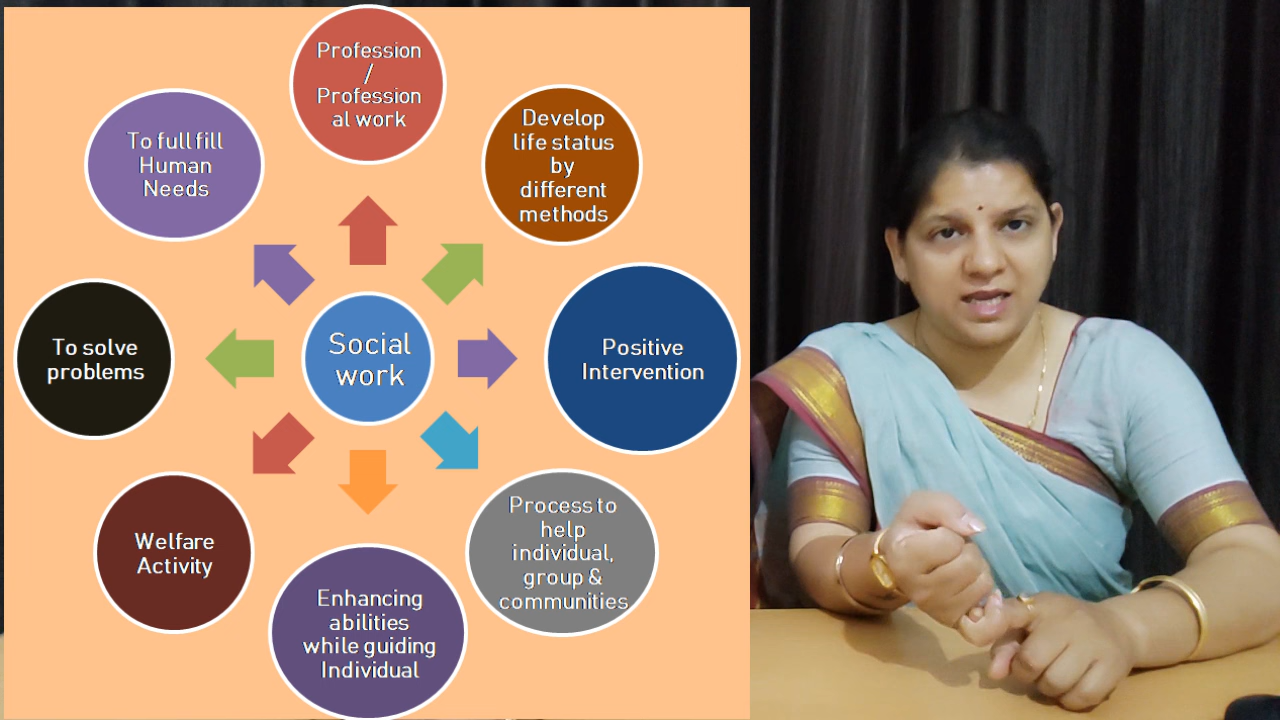 Profession
/
Profession
al work
Develop
life status
by
different
methods
Positive
Intervention
Process to
help
individual,
group &
communities
Enhancing
abilities
while guiding
Individual
Welfare
Activity
To solve
problems
To full fill
Human
Needs
Social
work